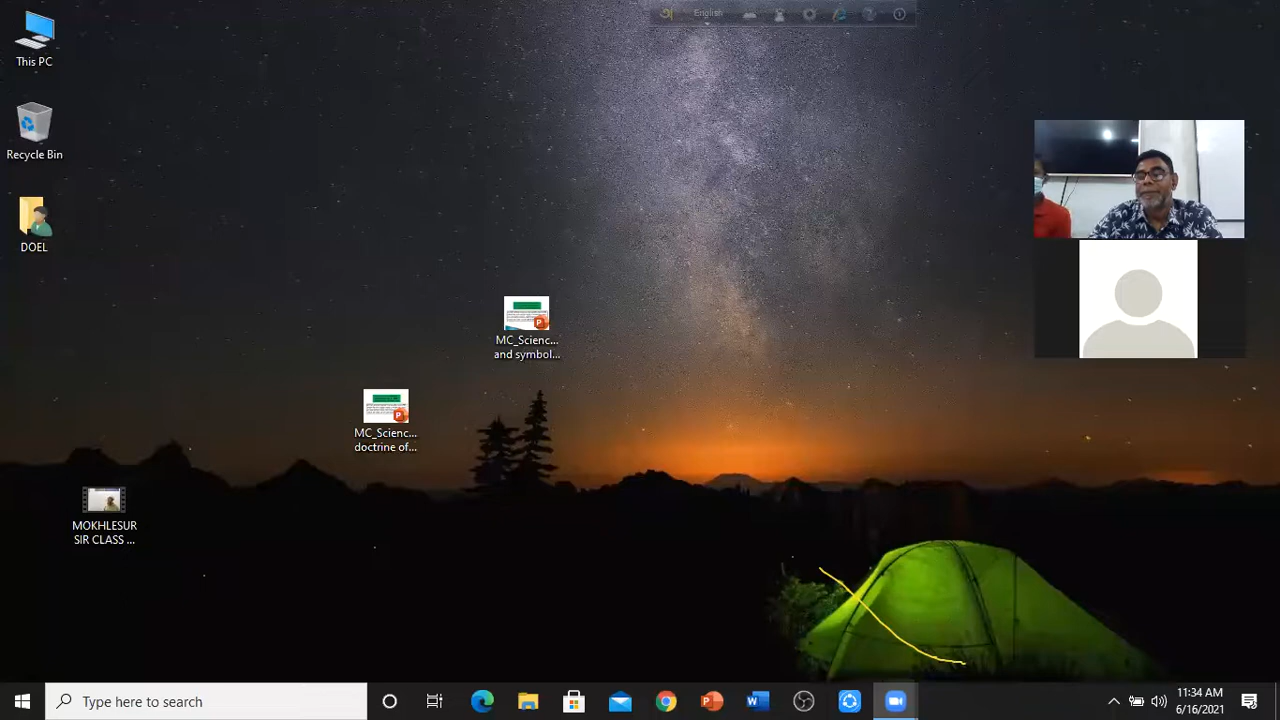 This PC
অ English
Recycle Bin
DOEL
MC_Scienc...
and symbol...
MC_Scienc...
doctrine of...
MOKHLESUR
SIR CLASS ...
Type here to search
11:34 AM
6/16/2021